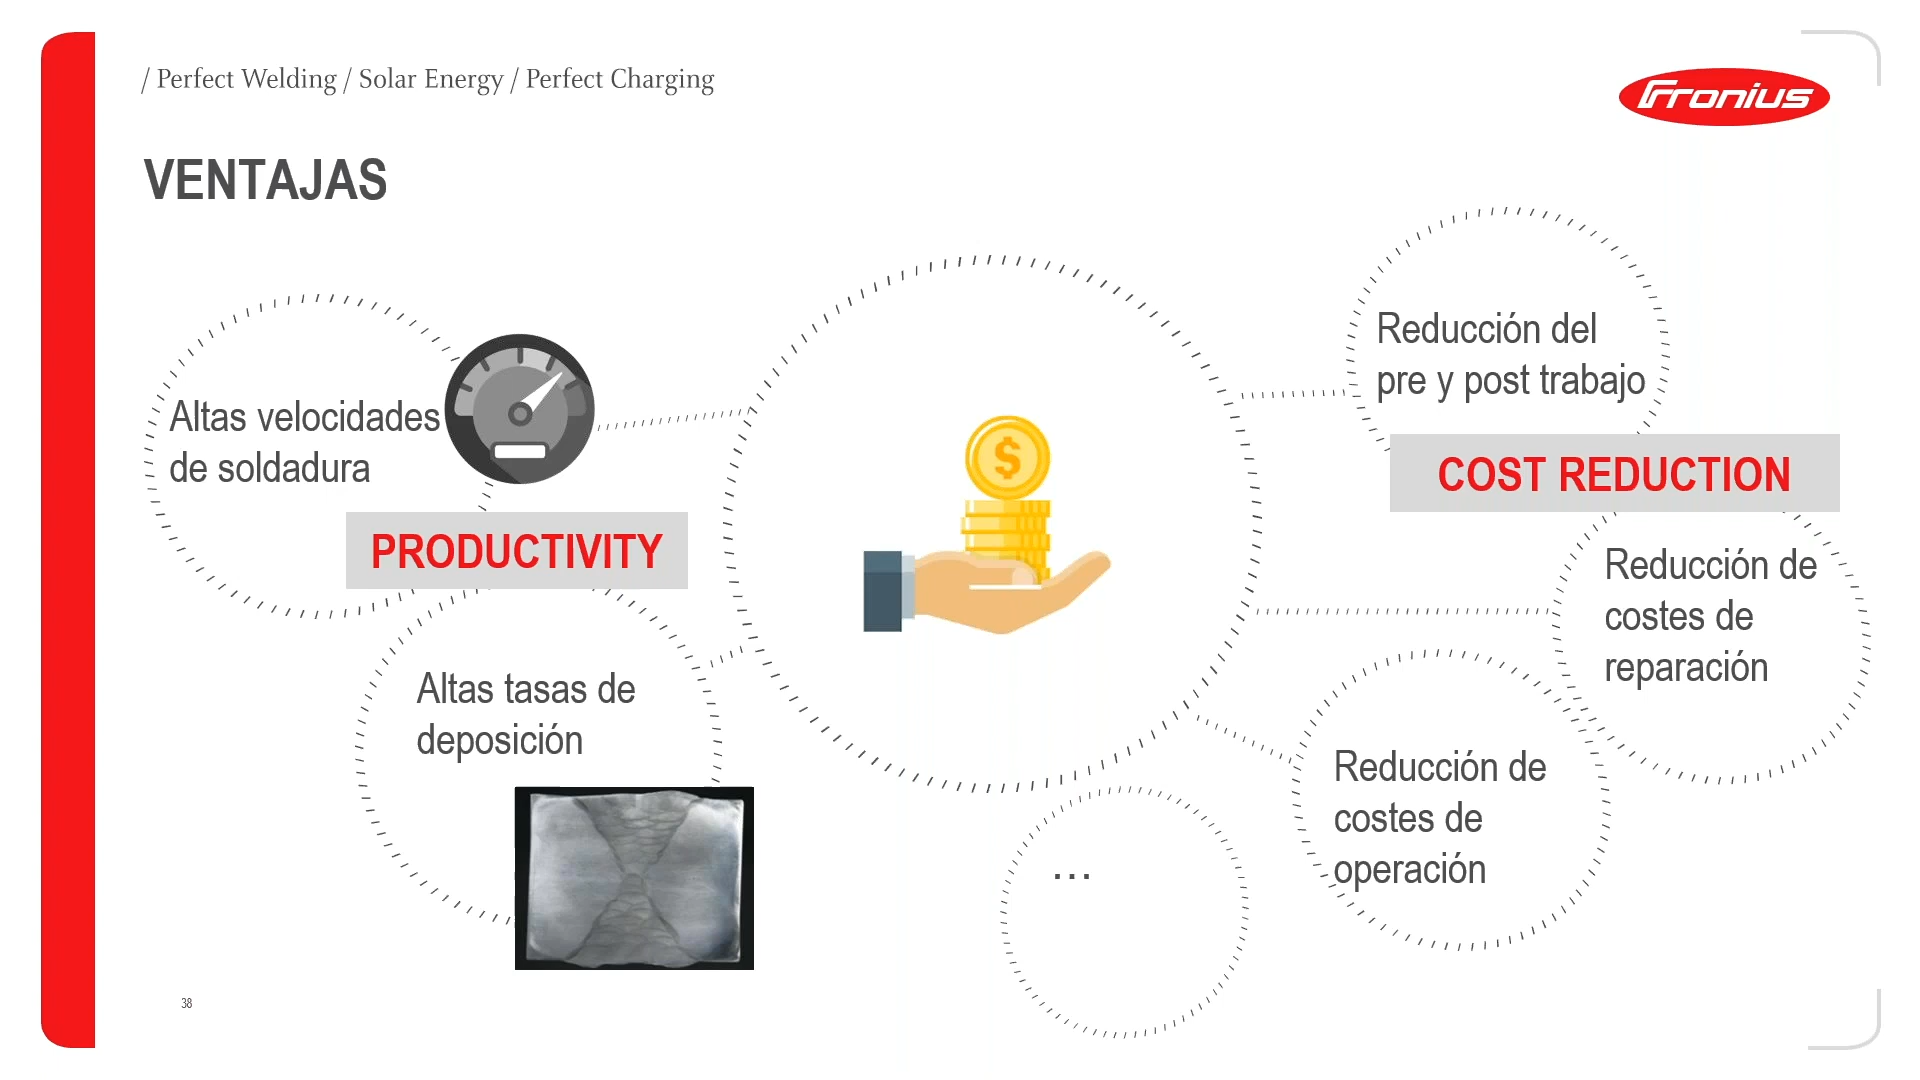 / Perfect Welding / Solar Energy / Perfect Charging
Fronius
VENTAJAS
Altas velocidades
de soldadura
PRODUCTIVITY
Altas tasas de
deposición
$
Reducción del
pre y post trabajo
COST REDUCTION
Reducción de
costes de
reparación
Reducción de
costes de
operación
...
38